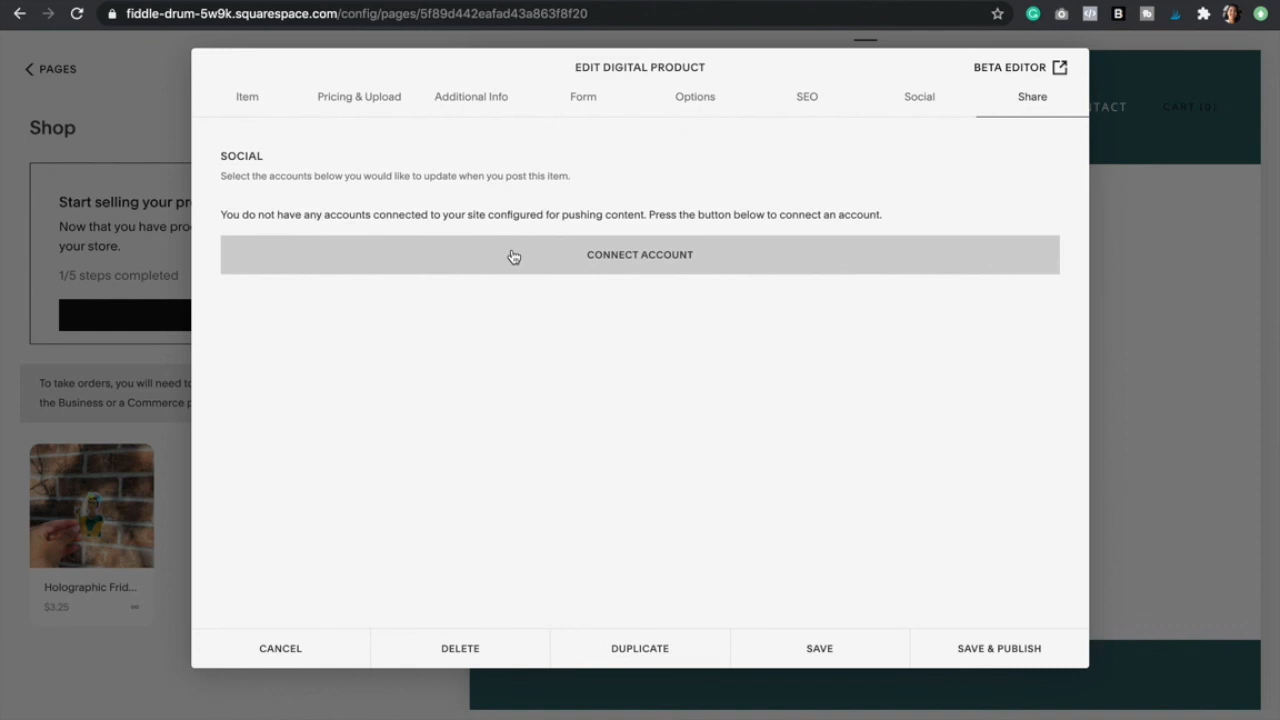 fiddle-drum-5w9k.squarespace.com/config/pages/5f89d442eafad43a863f8f20
PAGES
Shop
Start selling your pr
Now that you have pro
your store.
1/5 steps completed
To take orders, you will need to
the Business or a Commerce p
Holographic Frid...
$3.25
EDIT DIGITAL PRODUCT
BETA EDITOR
Item
Pricing & Upload
Additional Info
Form
Options
SEO
Social
Share
SOCIAL
Select the accounts below you would like to update when you post this item.
You do not have any accounts connected to your site configured for pushing content. Press the button below to connect an account.
CONNECT ACCOUNT
CANCEL
DELETE
DUPLICATE
SAVE
SAVE & PUBLISH
NTACT
CART (0)